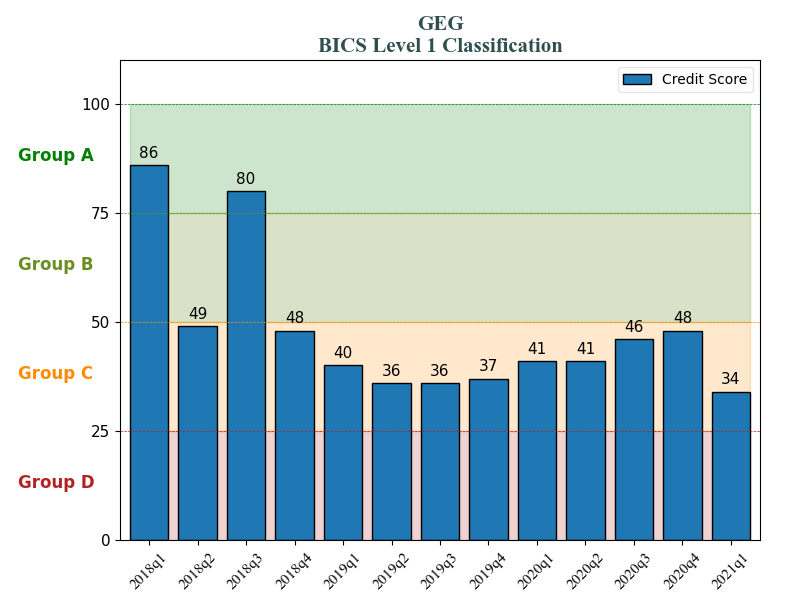 GEG
BICS Level 1 Classification
Credit Score
100
75
50
25
0
Group A
Group B
Group C
Group D
86
49
80
48
40
36
36
37
41
41
46
48
34
2018q1
2018q2
2018q3
2018q4
2019q1
2019q2
2019q3
2019q4
2020q1
2020q2
2020q3
2020q4
2021q1